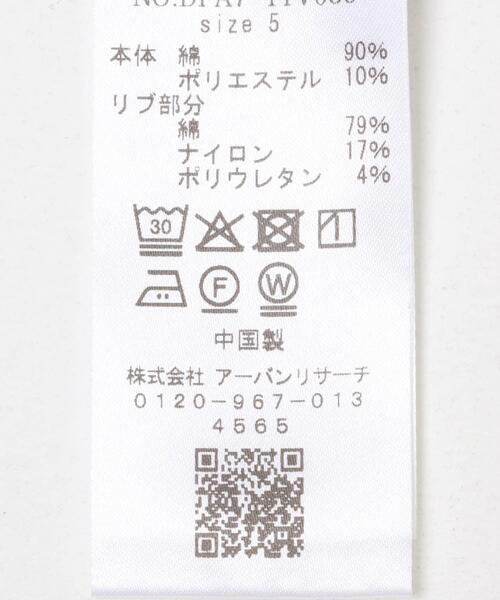 size 5
本体 綿 90%
ポリエステル 10%
リブ部分
綿 79%
ナイロン 17%
ポリウレタン 4%
30
F W
中国製
株式会社 アーバンリサーチ
0120-967-013
4565